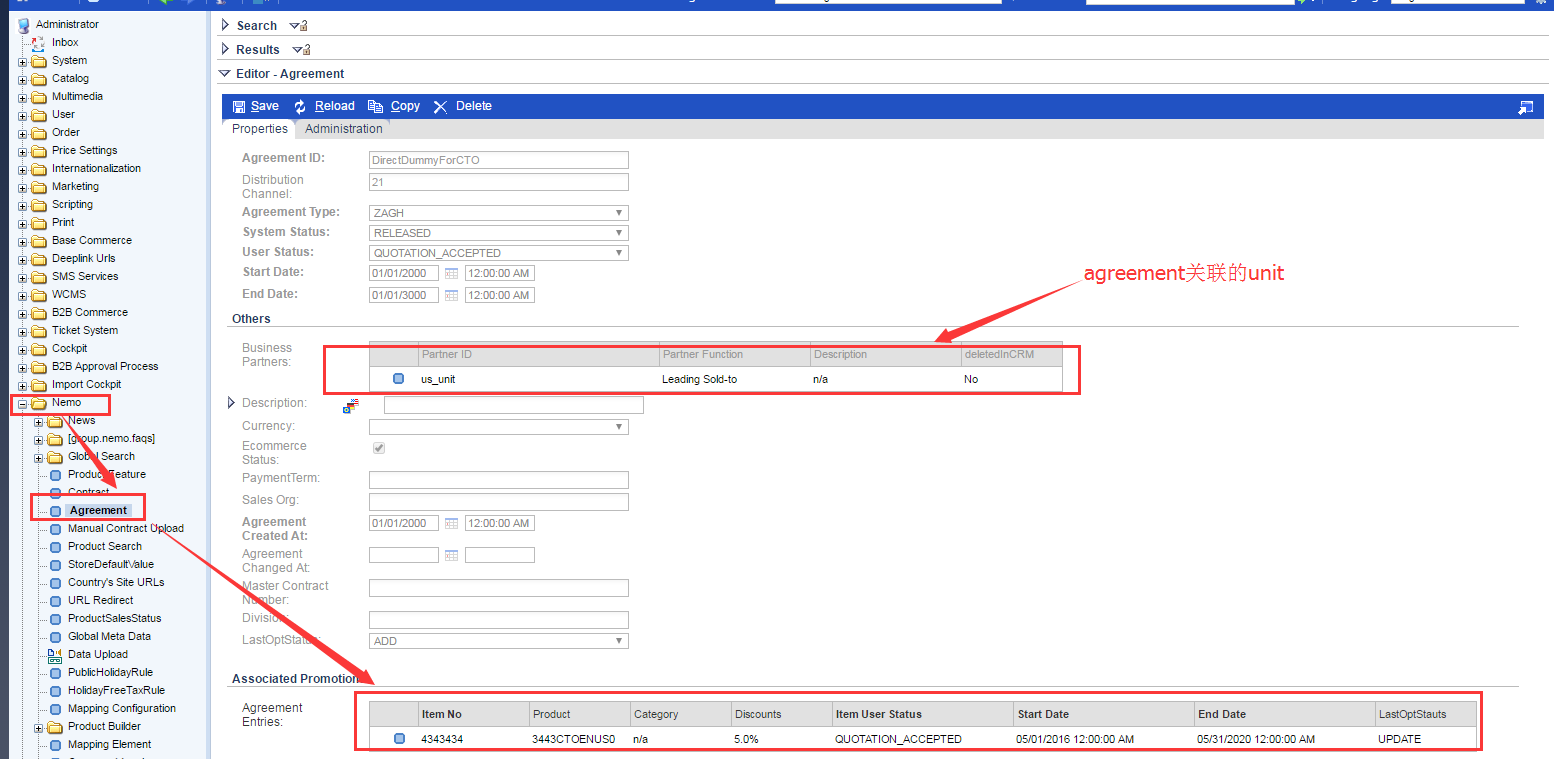 Administrator
Inbox
System
Catalog
Multimedia
User
Order
Price Settings
Internationalization
Marketing
Scripting
Print
Base Commerce
Deeplink Urls
SMS Services
WCMS
B2B Commerce
Ticket System
Cockpit
B2B Approval Process
Import Cockpit
Nemo
News
[group.nemo.faqs]
Global Search
Product Feature
Contract
Agreement
Manual Contract Upload
Product Search
StoreDefaultValue
Country's Site URLs
URL Redirect
ProductSalesStatus
Global Meta Data
Data Upload
PublicHolidayRule
HolidayFreeTaxRule
Mapping Configuration
Product Builder
Mapping Element
Search
Results
Editor - Agreement
Save Reload Copy Delete
Properties Administration
Agreement ID: DirectDummyForCTO
Distribution
Channel: 21
Agreement Type: ZAGH
System Status: RELEASED
User Status: QUOTATION_ACCEPTED
Start Date: 01/01/2000 12:00:00 AM
End Date: 01/01/3000 12:00:00 AM
agreement关联的unit
Others
Business
Partners:
Partner ID Partner Function Description deletedInCRM
us_unit Leading Sold-to n/a No
Description:
Currency:
Ecommerce
Status:
PaymentTerm:
Sales Org:
Agreement
Created At: 01/01/2000 12:00:00 AM
Agreement
Changed At:
Master Contract
Number:
Division:
LastOptStatus: ADD
Associated Promotion
Agreement
Entries:
Item No Product Category Discounts Item User Status Start Date End Date LastOptStauts
4343434 3443CTOENUS0 n/a 5.0% QUOTATION_ACCEPTED 05/01/2016 12:00:00 AM 05/31/2020 12:00:00 AM UPDATE